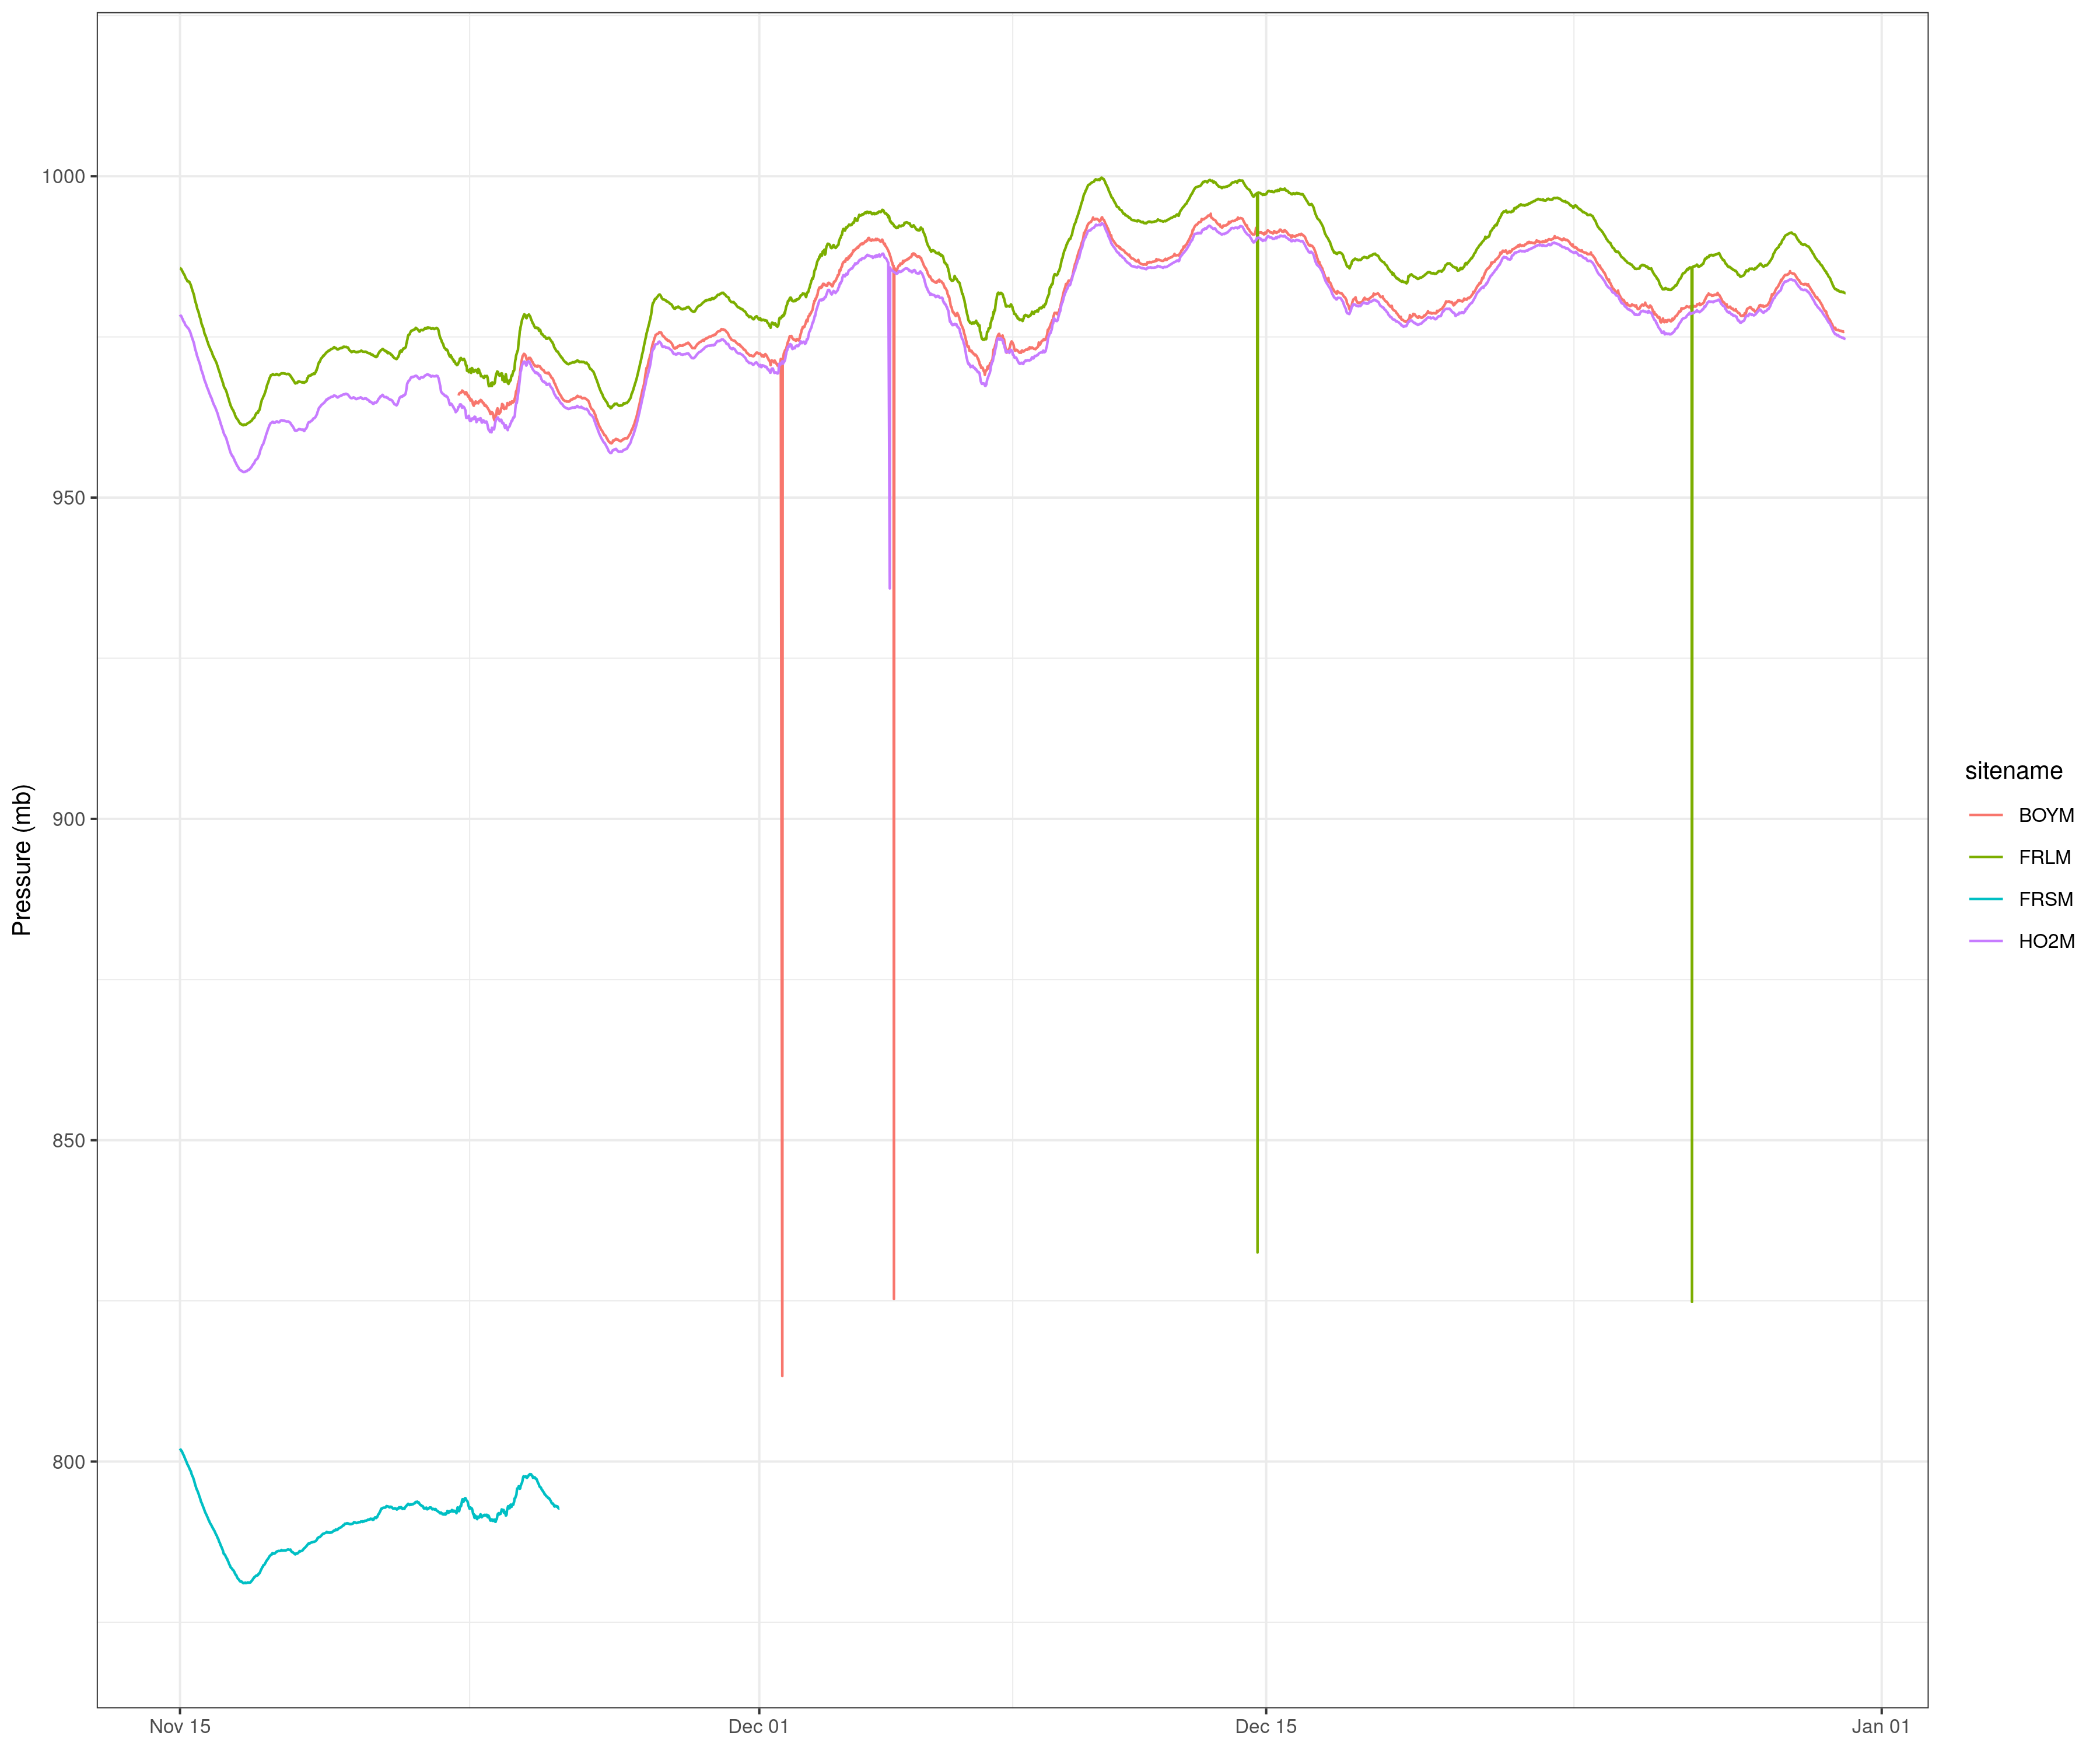 1000
950
900
850
800
Pressure (mb)
Nov 15
Dec 01
Dec 15
Jan 01
sitename
BOYM
FRLM
FRSM
HO2M